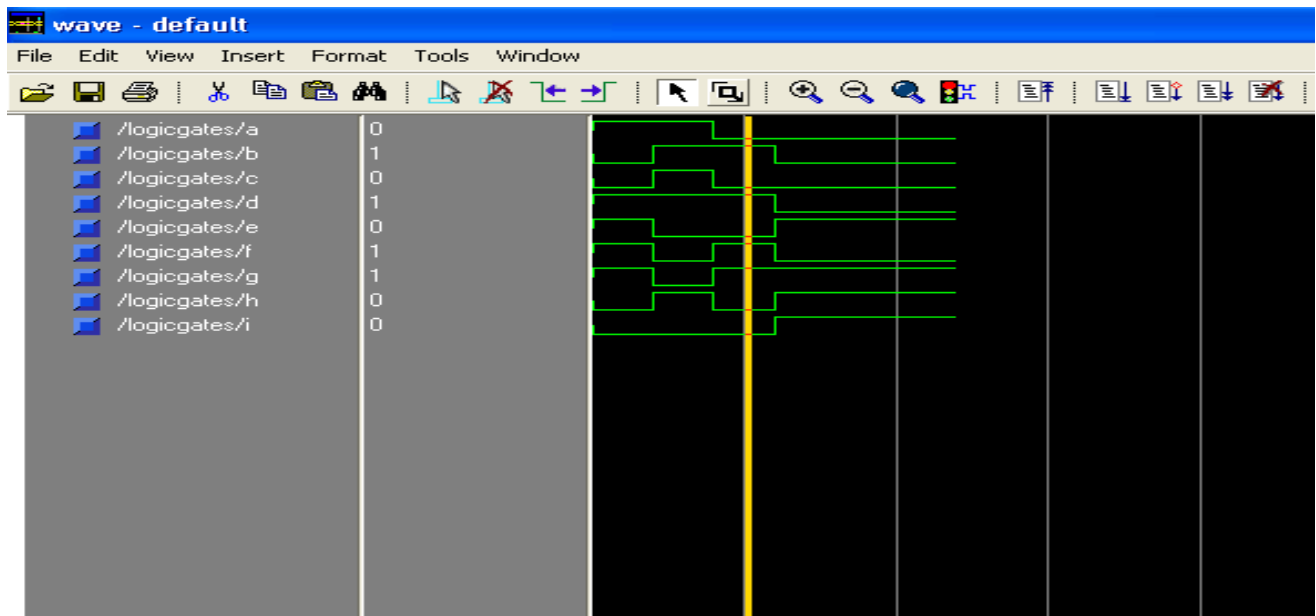 wave - default
File Edit View Insert Format Tools Window
/logicgates/a 0
/logicgates/b 1
/logicgates/c 0
/logicgates/d 1
/logicgates/e 0
/logicgates/f 1
/logicgates/g 1
/logicgates/h 0
/logicgates/i 0